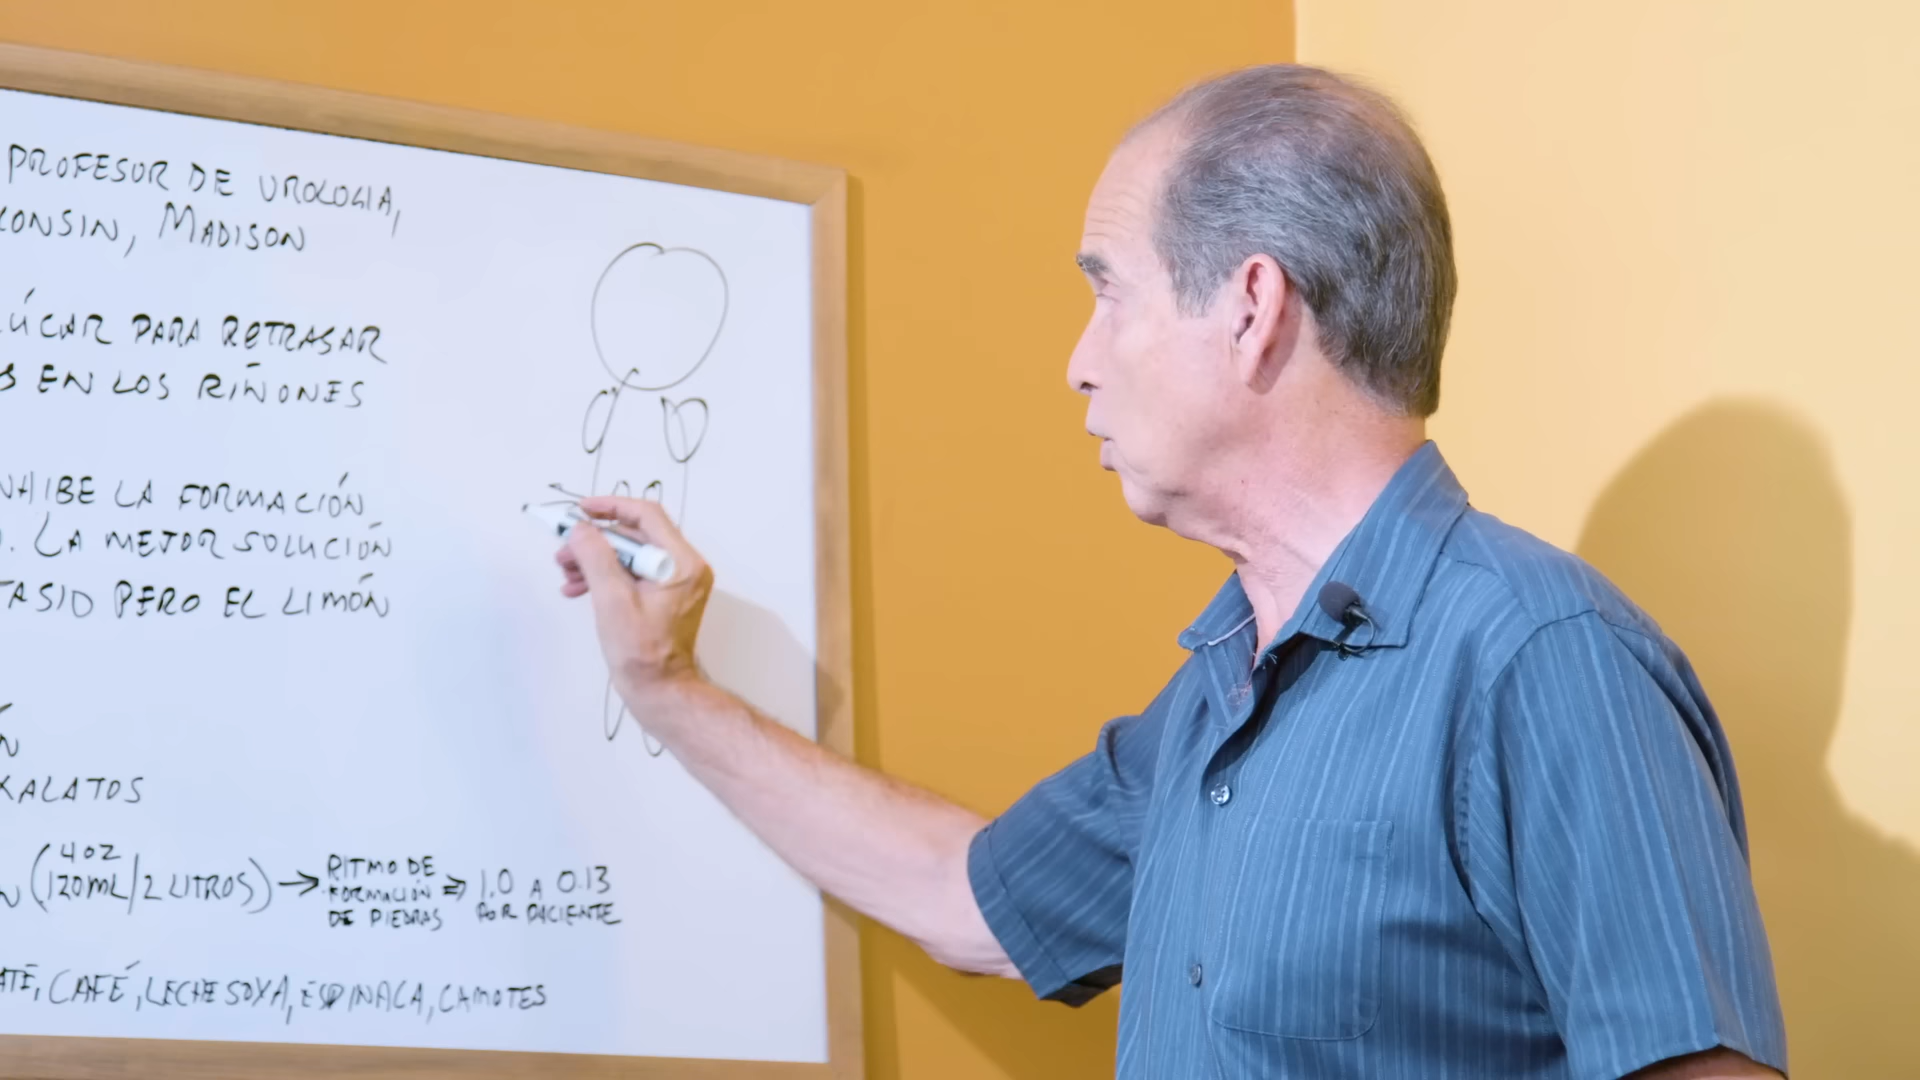 PROFESOR DE UROLOGIA,
CONSIN, MADISON
ÚCAR PARA RETRASAR
S EN LOS RIÑONES
NHIBE LA FORMACIÓN
. LA MEJOR SOLUCIÓN
TASIO PERO EL LIMÓN
ÓN
XALATOS
N (4 OZ 120ML/2 LITROS) → RITMO DE FORMACIÓN DE PIEDRAS ⇒ 1.0 A 0.13 POR PACIENTE
ATE, CAFÉ, LECHE SOYA, ESPINACA, CAMOTES